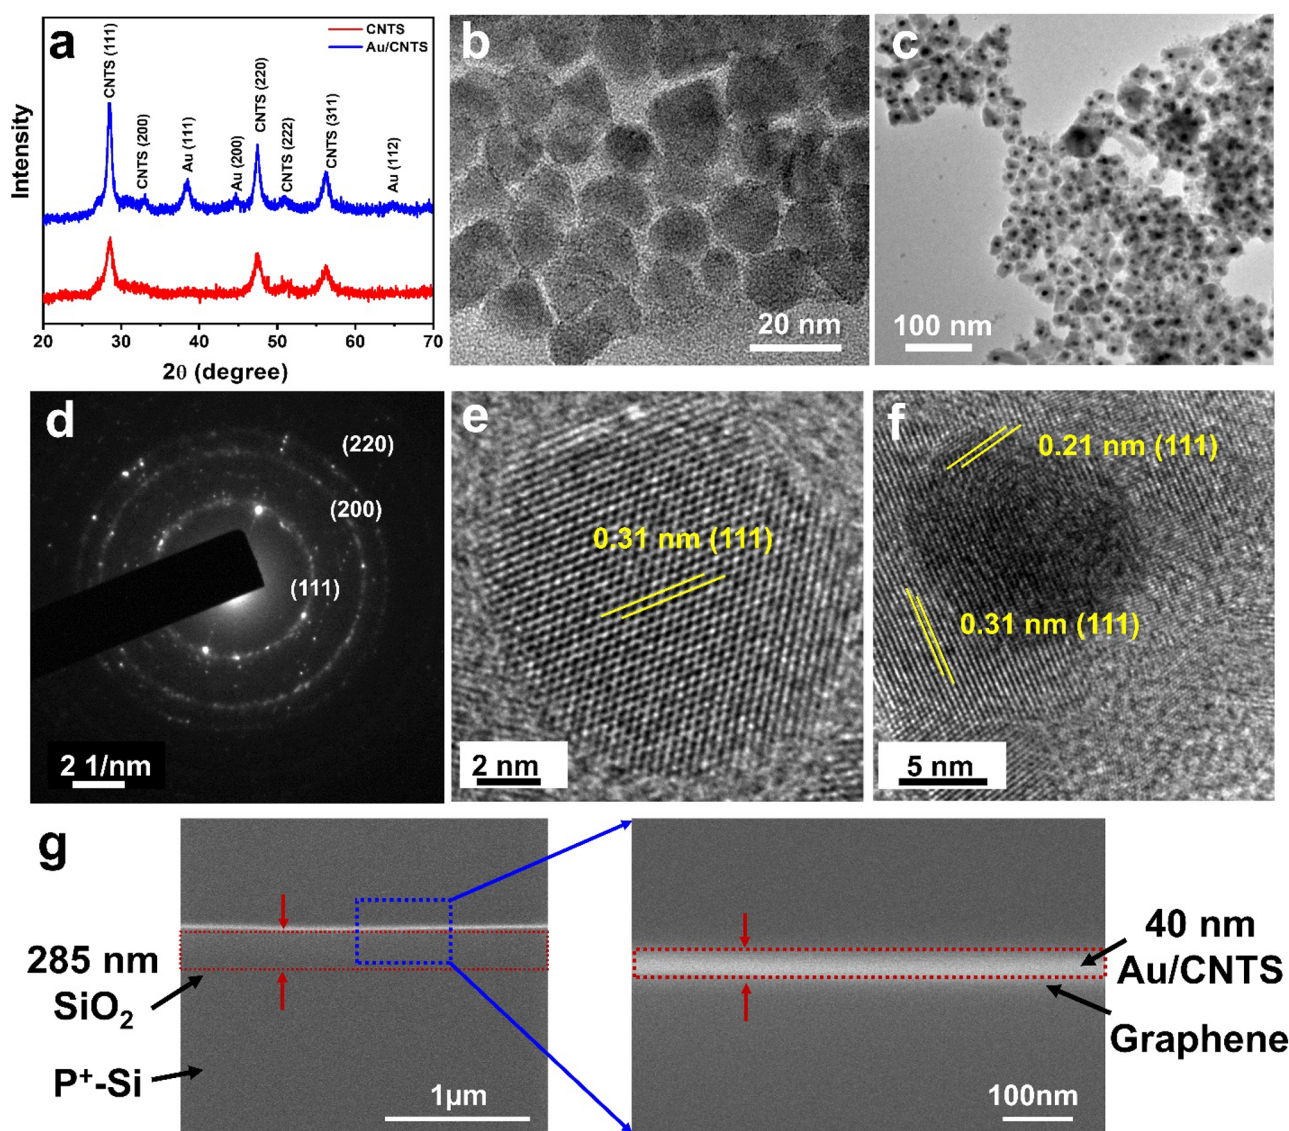 a
CNTS
Au/CNTS
CNTS (111)
CNTS (200)
Au (111)
Au (200)
CNTS (220)
CNTS (222)
CNTS (311)
Au (112)
Intensity
20 30 40 50 60 70
2θ (degree)
b
20 nm
c
100 nm
d
(220)
(200)
(111)
2 1/nm
e
0.31 nm (111)
2 nm
f
0.21 nm (111)
0.31 nm (111)
5 nm
g
285 nm
SiO₂
P⁺-Si
1μm
40 nm
Au/CNTS
Graphene
100nm